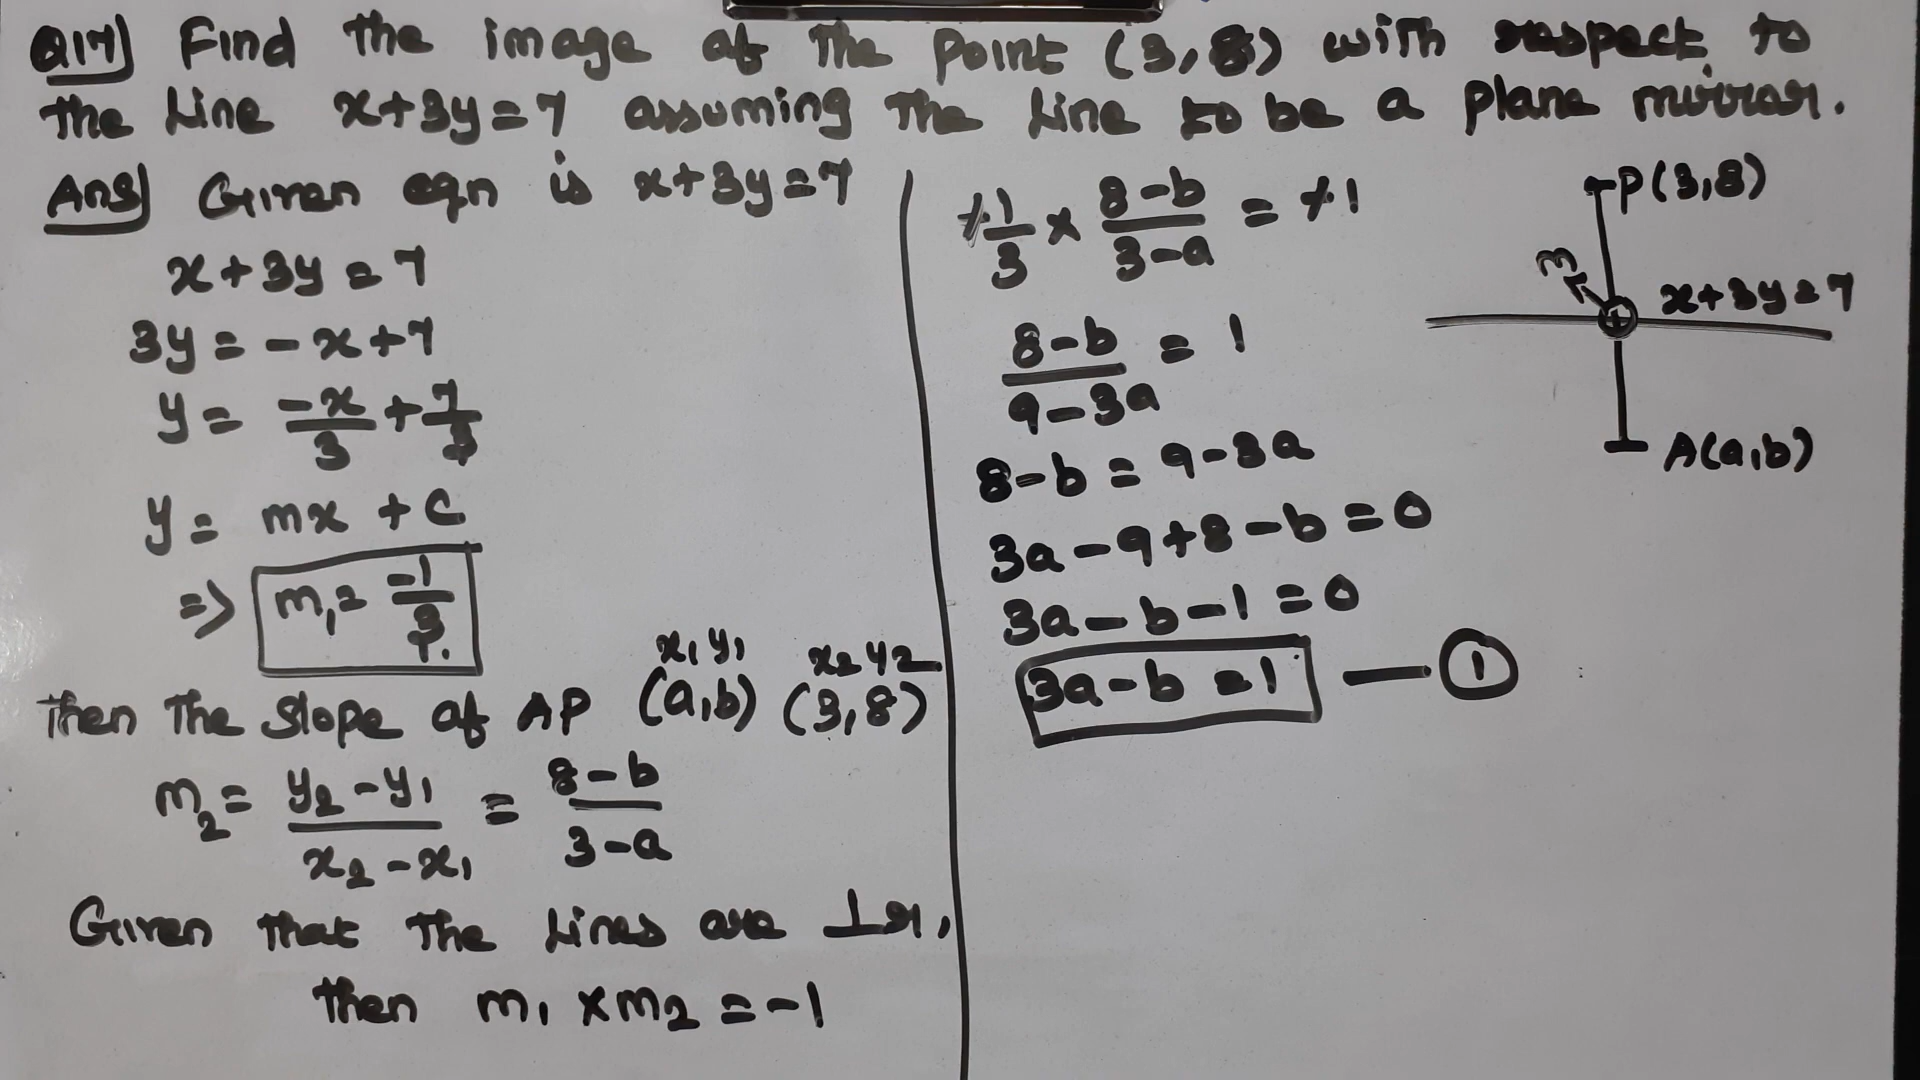 Q17) Find the image of the point (3,8) with respect to
the line x+3y=7 assuming the line to be a plane mirror.
Ans) Given eqn is x+3y=7
x+3y=7
3y=-x+7
y= -x/3 + 7/3
y= mx+c
=> m₁= -1/3.
x₁ y₁ x₂ y₂
then the slope of AP (a,b) (3,8)
m₂= y₂-y₁/x₂-x₁ = 8-b/3-a
Given that the lines are ⊥er,
then m₁ x m₂ = -1
-1/3 x 8-b/3-a = -1
8-b/9-3a = 1
8-b = 9-3a
3a-9+8-b=0
3a-b-1=0
3a-b=1 — ①
P(3,8)
m
x+3y=7
A(a,b)